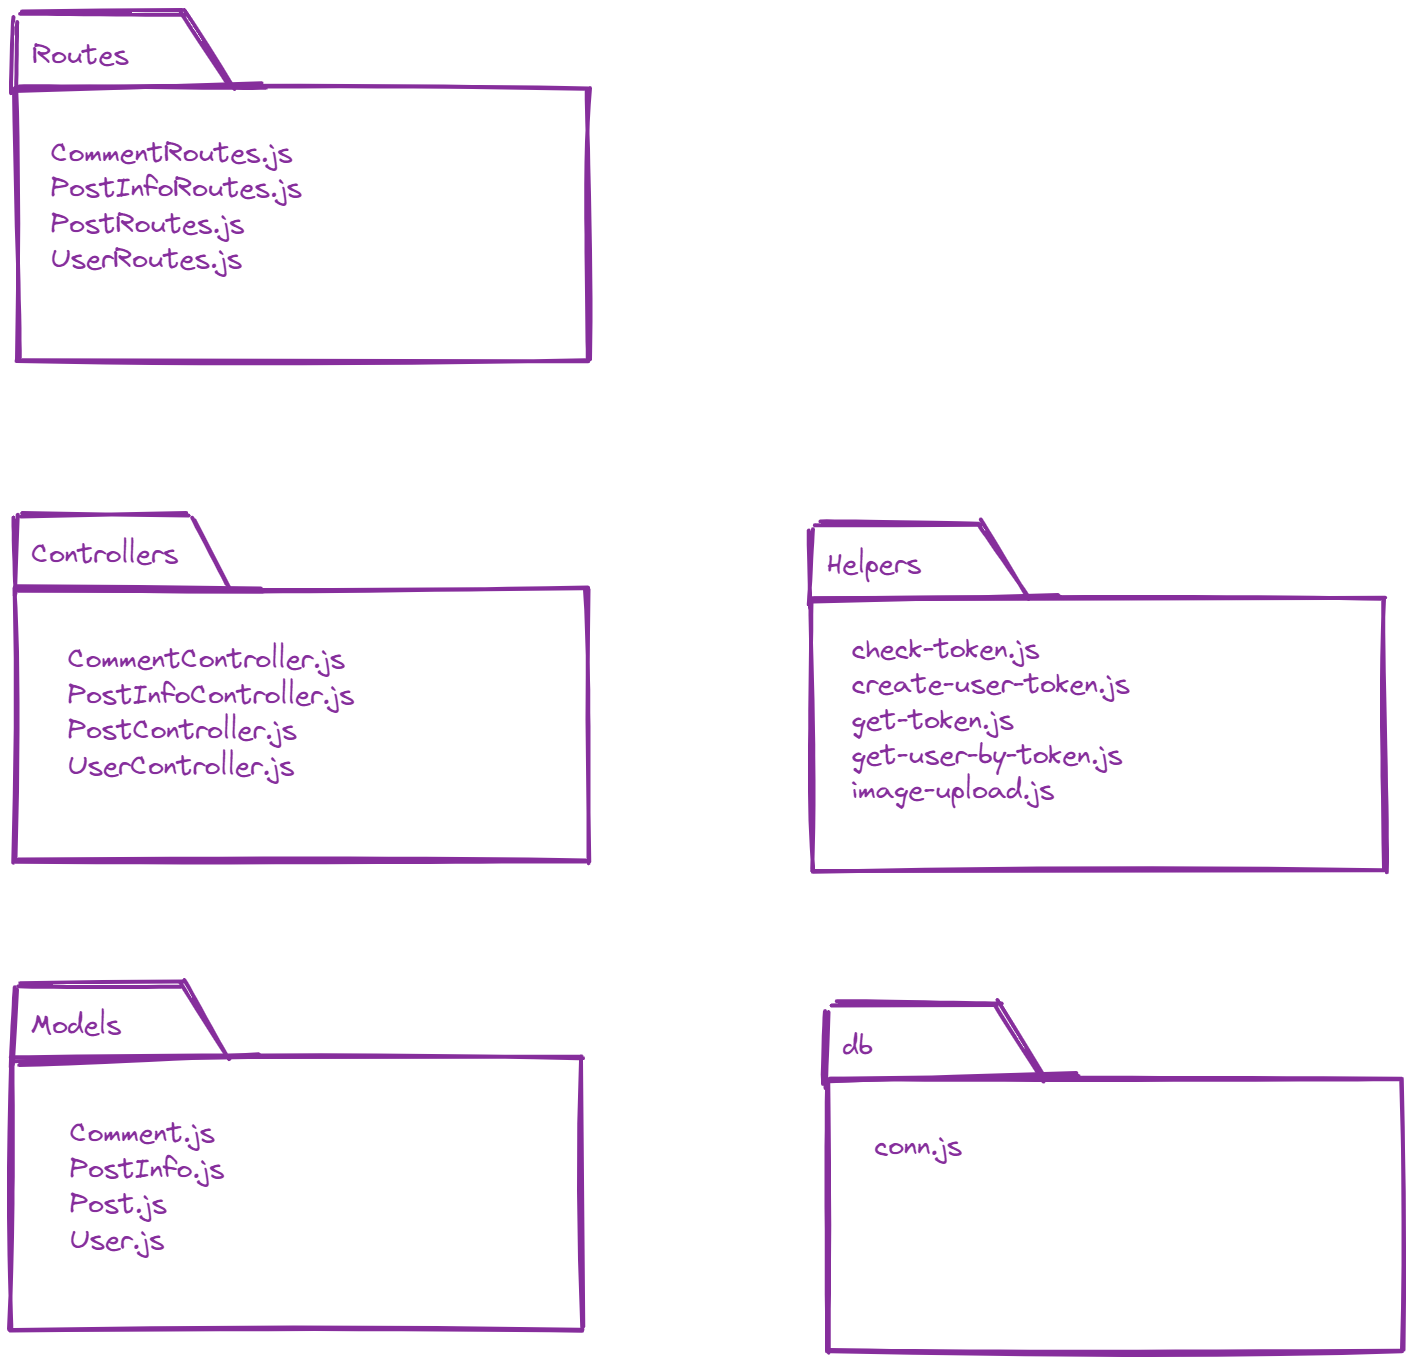 Routes
CommentRoutes.js
PostInfoRoutes.js
PostRoutes.js
UserRoutes.js
Controllers
CommentController.js
PostInfoController.js
PostController.js
UserController.js
Helpers
check-token.js
create-user-token.js
get-token.js
get-user-by-token.js
image-upload.js
Models
Comment.js
PostInfo.js
Post.js
User.js
db
conn.js